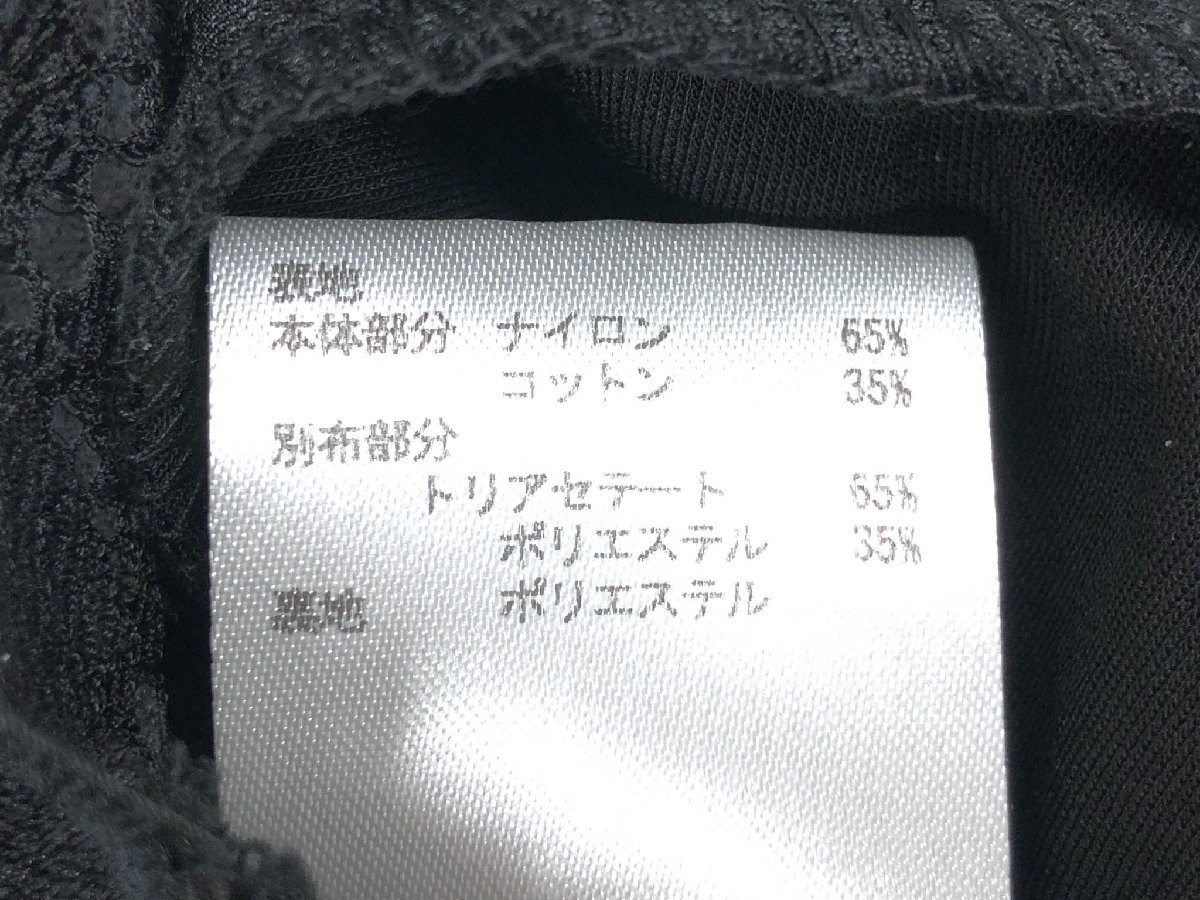 表地
本体部分 ナイロン 65%
コットン 35%
別布部分
トリアセテート 65%
ポリエステル 35%
裏地 ポリエステル